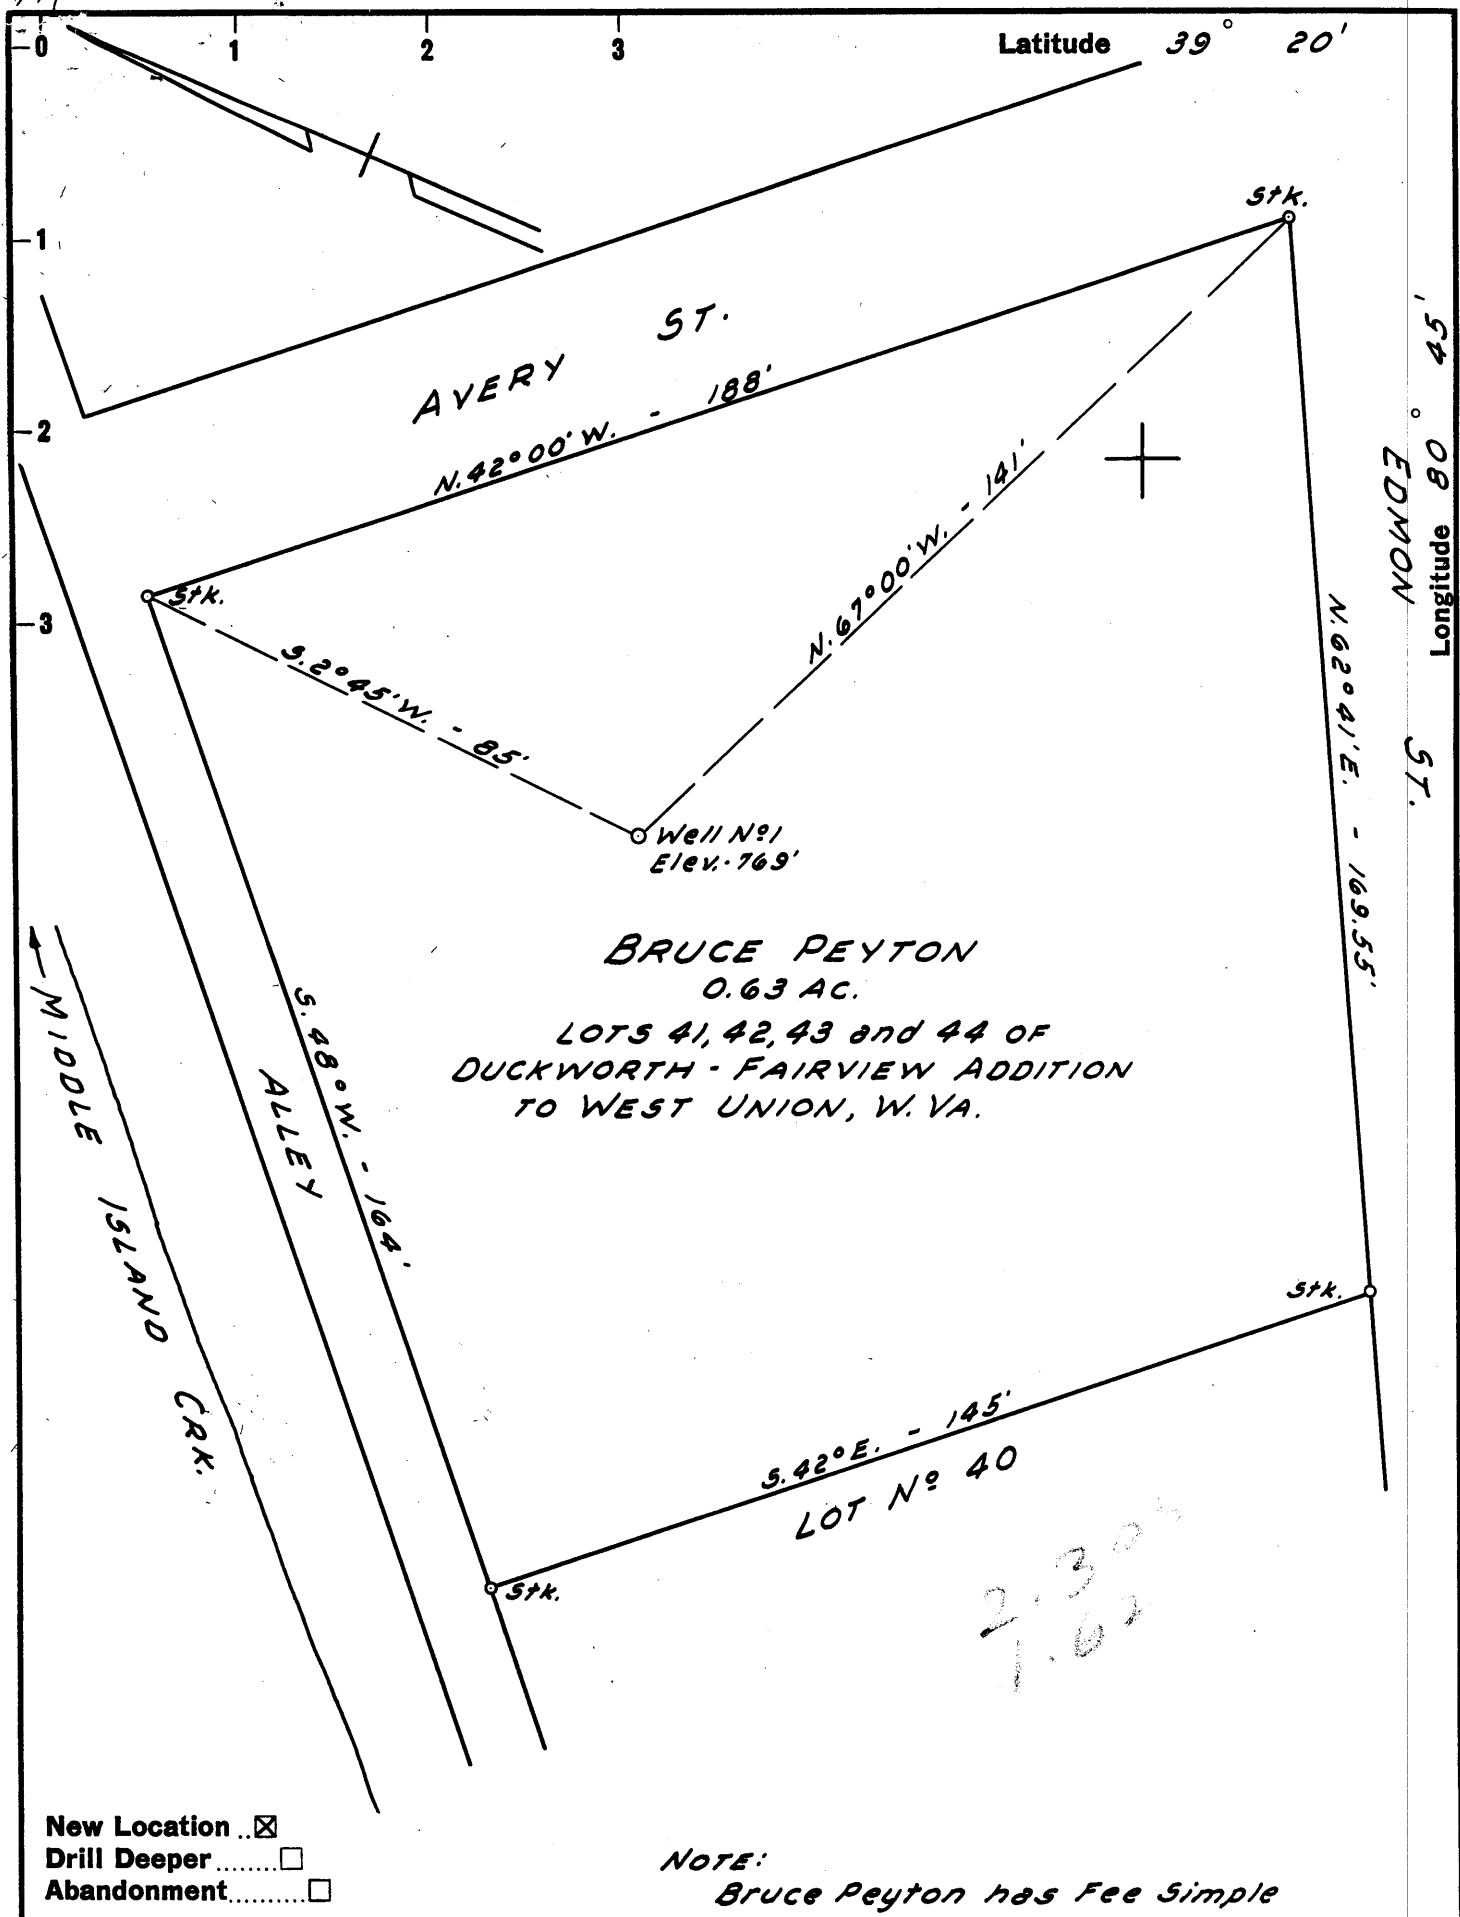 0 1 2 3
Latitude 39° 20'
1
2
3
Longitude 80° 45'
Stk.
AVERY ST.
N.42°00'W. - 188'
EDMON ST.
N.67°00'W. - 141'
Stk.
S.2°45'W. - 85'
N.62°41'E. - 169.55'
Well Nº1
Elev.-769'
BRUCE PEYTON
0.63 AC.
LOTS 41, 42, 43 and 44 OF
DUCKWORTH - FAIRVIEW ADDITION
TO WEST UNION, W. VA.
S. 48°W. - 164'
ALLEY
MIDDLE ISLAND CRK.
Stk.
S.42°E. - 145'
LOT Nº 40
Stk.
New Location ..☒
Drill Deeper ........☐
Abandonment..........☐
NOTE:
Bruce Peyton has Fee Simple